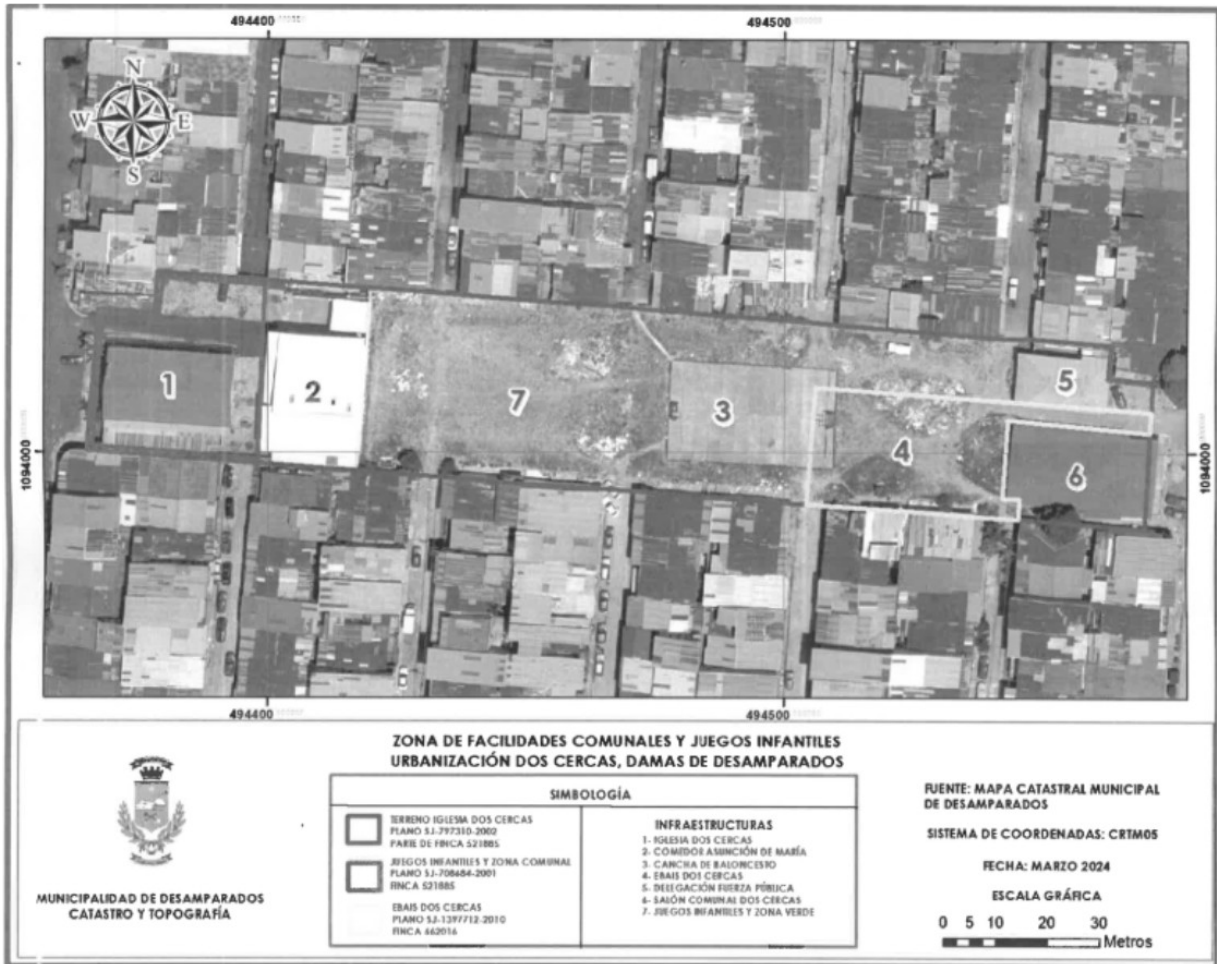 494400
494500
N
W
E
S
1
2
7
3
4
5
6
1094000
1094000
494400
494500
ZONA DE FACILIDADES COMUNALES Y JUEGOS INFANTILES
URBANIZACIÓN DOS CERCAS, DAMAS DE DESAMPARADOS
MUNICIPALIDAD DE DESAMPARADOS
CATASTRO Y TOPOGRAFÍA
SIMBOLOGÍA
TERRENO IGLESIA DOS CERCAS
PLANO SJ-797310-2002
PARTE DE FINCA 521885
JUEGOS INFANTILES Y ZONA COMUNAL
PLANO SJ-708684-2001
FINCA 521885
EBAIS DOS CERCAS
PLANO SJ-1397712-2010
FINCA 662016
INFRAESTRUCTURAS
1- IGLESIA DOS CERCAS
2- COMEDOR ASUNCIÓN DE MARÍA
3- CANCHA DE BALONCESTO
4- EBAIS DOS CERCAS
5- DELEGACIÓN FUERZA PÚBLICA
6- SALÓN COMUNAL DOS CERCAS
7- JUEGOS INFANTILES Y ZONA VERDE
FUENTE: MAPA CATASTRAL MUNICIPAL
DE DESAMPARADOS
SISTEMA DE COORDENADAS: CRTM05
FECHA: MARZO 2024
ESCALA GRÁFICA
0 5 10 20 30
Metros